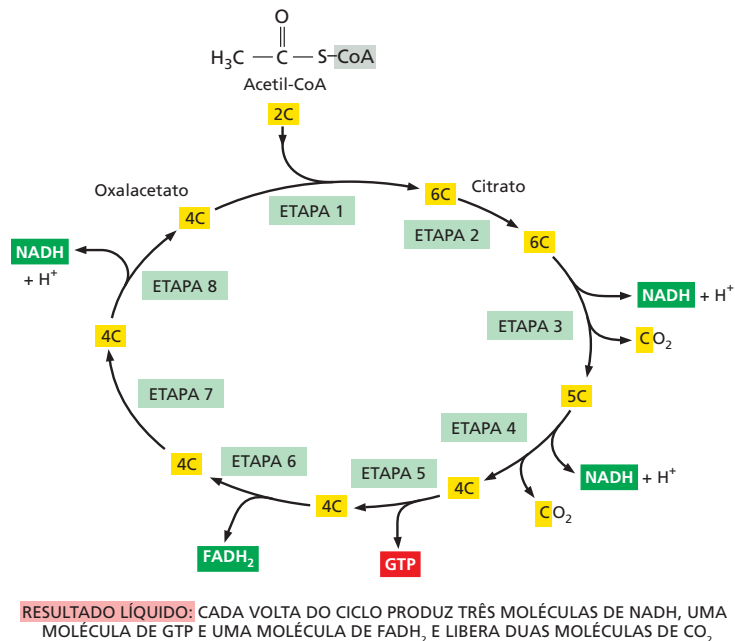 O
H₃C — C — S–CoA
Acetil-CoA
2C
Oxalacetato
4C
ETAPA 1
6C
Citrato
ETAPA 2
6C
NADH
+ H⁺
ETAPA 8
NADH + H⁺
ETAPA 3
CO₂
4C
5C
ETAPA 7
ETAPA 4
4C
ETAPA 6
ETAPA 5
4C
4C
NADH + H⁺
CO₂
FADH₂
GTP
RESULTADO LÍQUIDO: CADA VOLTA DO CICLO PRODUZ TRÊS MOLÉCULAS DE NADH, UMA
MOLÉCULA DE GTP E UMA MOLÉCULA DE FADH₂ E LIBERA DUAS MOLÉCULAS DE CO₂